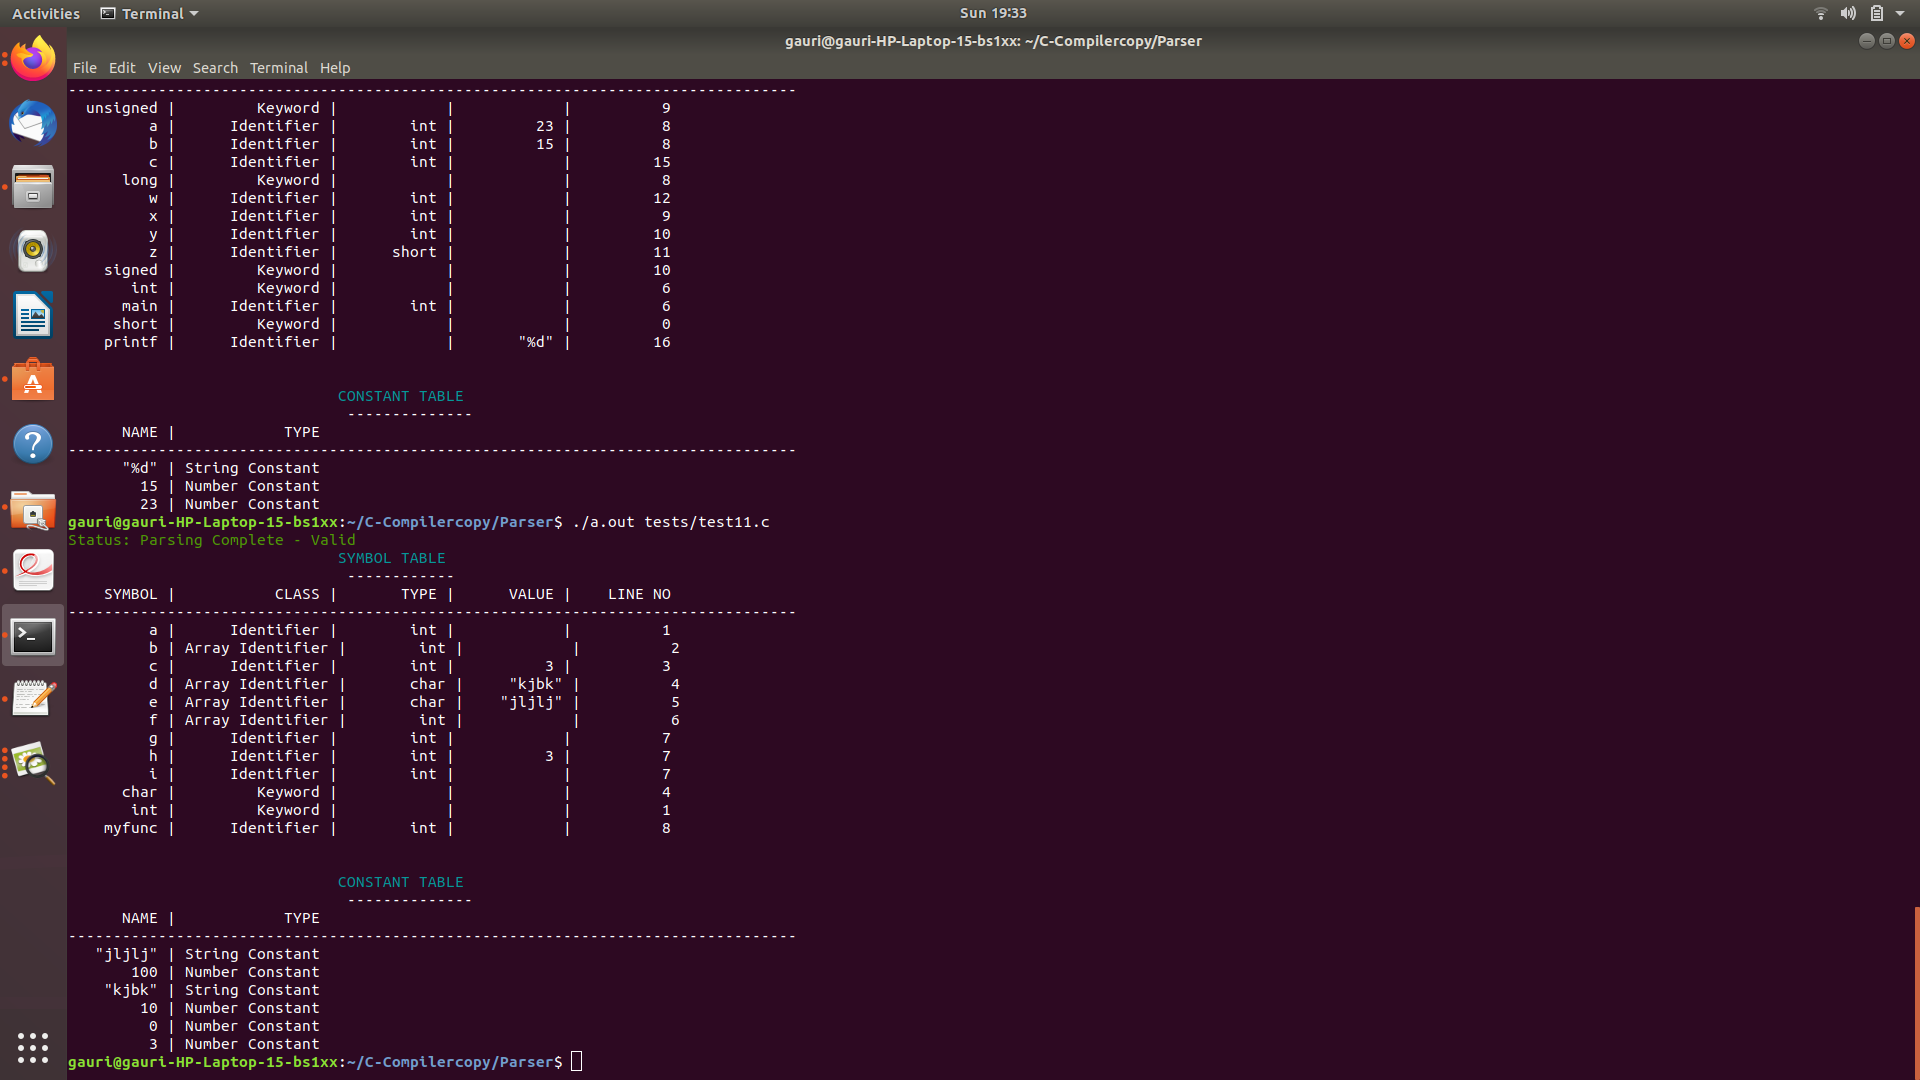 Activities Terminal Sun 19:33
gauri@gauri-HP-Laptop-15-bs1xx: ~/C-Compilercopy/Parser
File Edit View Search Terminal Help
---------------------------------------------------------------------------------
unsigned | Keyword | | | 9
a | Identifier | int | 23 | 8
b | Identifier | int | 15 | 8
c | Identifier | int | | 15
long | Keyword | | | 8
w | Identifier | int | | 12
x | Identifier | int | | 9
y | Identifier | int | | 10
z | Identifier | short | | 11
signed | Keyword | | | 10
int | Keyword | | | 6
main | Identifier | int | | 6
short | Keyword | | | 0
printf | Identifier | | "%d" | 16
CONSTANT TABLE
--------------
NAME | TYPE
---------------------------------------------------------------------------------
"%d" | String Constant
15 | Number Constant
23 | Number Constant
gauri@gauri-HP-Laptop-15-bs1xx:~/C-Compilercopy/Parser$ ./a.out tests/test11.c
Status: Parsing Complete - Valid
SYMBOL TABLE
------------
SYMBOL | CLASS | TYPE | VALUE | LINE NO
---------------------------------------------------------------------------------
a | Identifier | int | | 1
b | Array Identifier | int | | 2
c | Identifier | int | 3 | 3
d | Array Identifier | char | "kjbk" | 4
e | Array Identifier | char | "jljlj" | 5
f | Array Identifier | int | | 6
g | Identifier | int | | 7
h | Identifier | int | 3 | 7
i | Identifier | int | | 7
char | Keyword | | | 4
int | Keyword | | | 1
myfunc | Identifier | int | | 8
CONSTANT TABLE
--------------
NAME | TYPE
---------------------------------------------------------------------------------
"jljlj" | String Constant
100 | Number Constant
"kjbk" | String Constant
10 | Number Constant
0 | Number Constant
3 | Number Constant
gauri@gauri-HP-Laptop-15-bs1xx:~/C-Compilercopy/Parser$